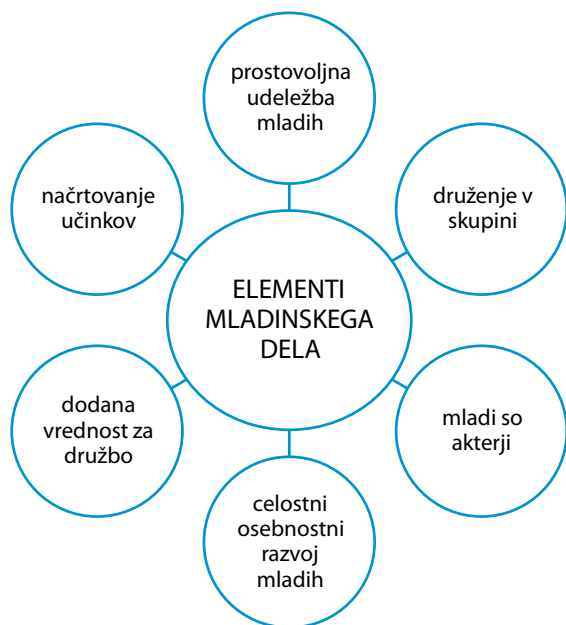 prostovoljna
udeležba
mladih
načrtovanje
učinkov
druženje v
skupini
ELEMENTI
MLADINSKEGA
DELA
dodana
vrednost za
družbo
mladi so
akterji
celostni
osebnostni
razvoj
mladih